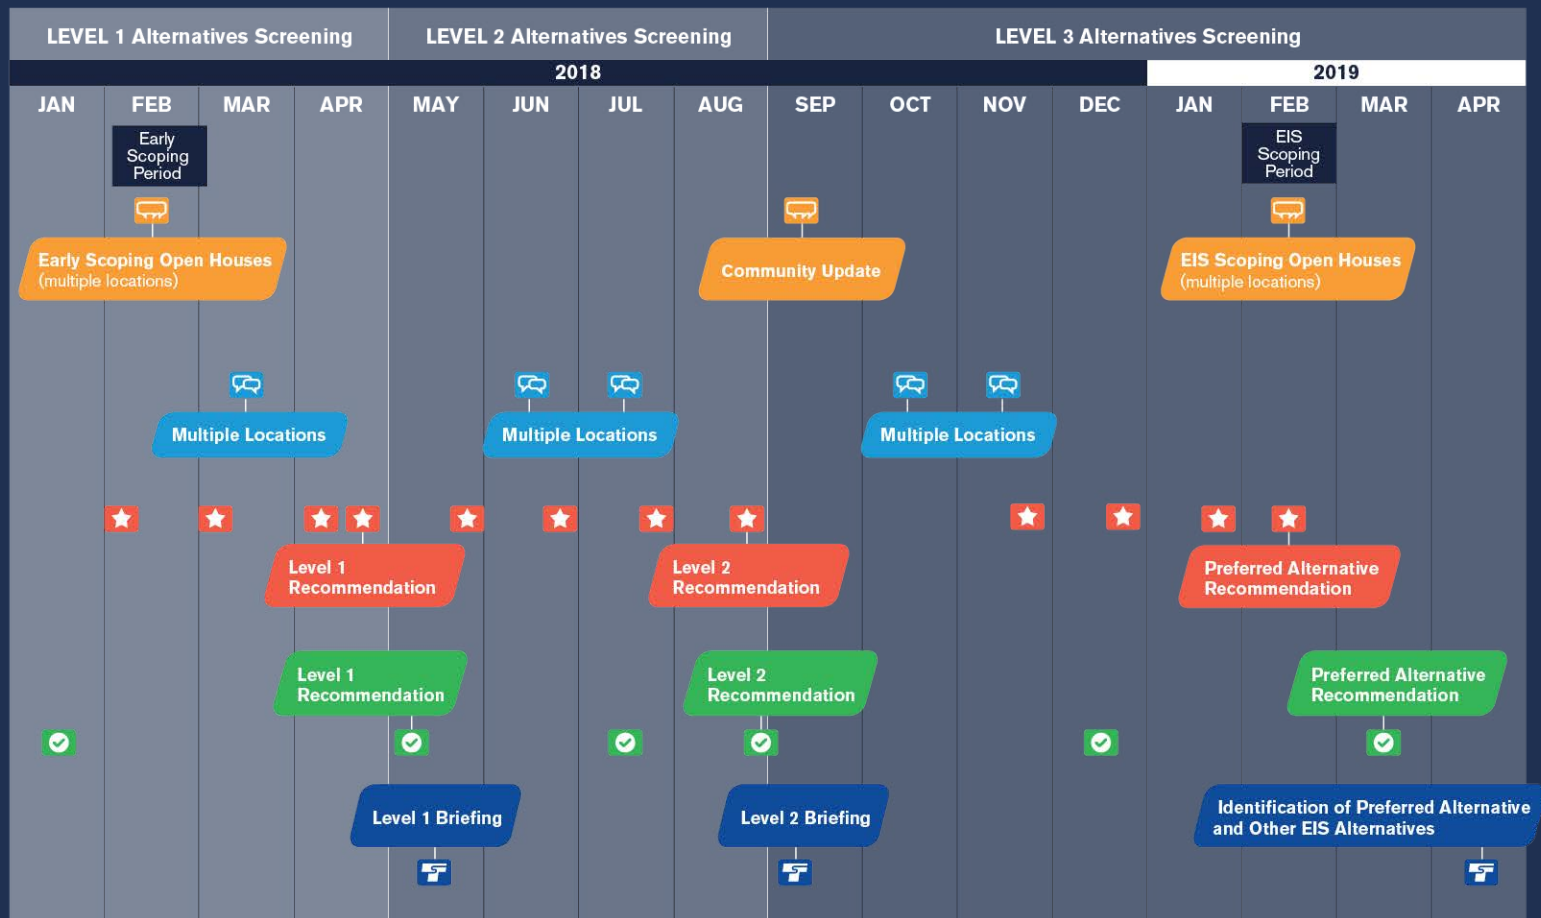 LEVEL 1 Alternatives Screening
LEVEL 2 Alternatives Screening
LEVEL 3 Alternatives Screening
2018
2019
JAN
FEB
MAR
APR
MAY
JUN
JUL
AUG
SEP
OCT
NOV
DEC
JAN
FEB
MAR
APR
Early
Scoping
Period
EIS
Scoping
Period
Early Scoping Open Houses
(multiple locations)
Community Update
EIS Scoping Open Houses
(multiple locations)
Multiple Locations
Multiple Locations
Multiple Locations
Level 1
Recommendation
Level 2
Recommendation
Preferred Alternative
Recommendation
Level 1
Recommendation
Level 2
Recommendation
Preferred Alternative
Recommendation
Level 1 Briefing
Level 2 Briefing
Identification of Preferred Alternative
and Other EIS Alternatives